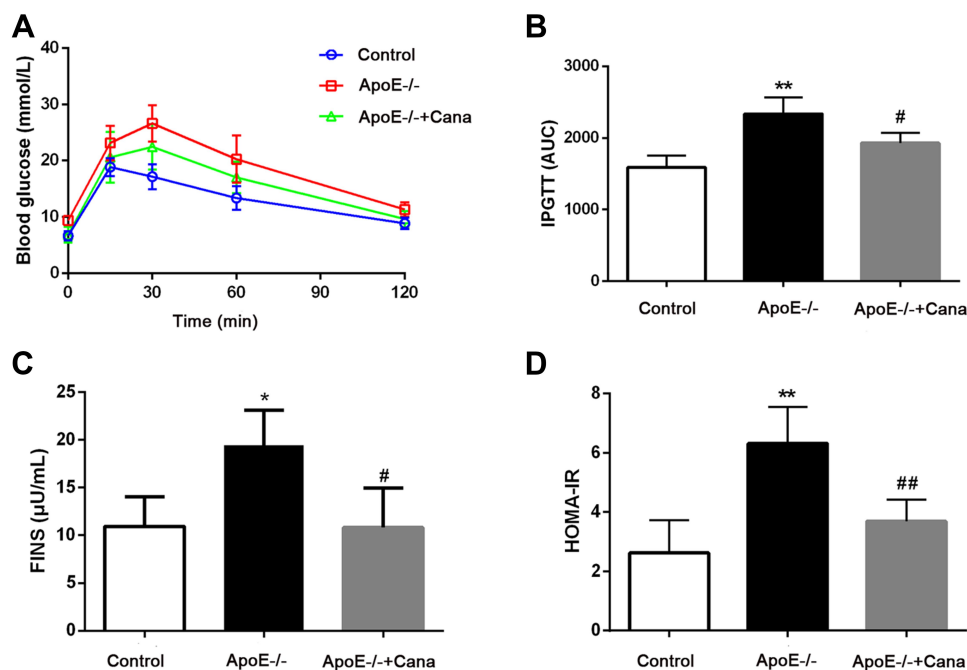 A
Blood glucose (mmol/L)
40
30
20
10
0
0
30
60
90
120
Time (min)
Control
ApoE-/-
ApoE-/-+Cana
B
IPGTT (AUC)
3000
2000
1000
0
**
#
Control
ApoE-/-
ApoE-/-+Cana
C
FINS (µU/mL)
25
20
15
10
5
0
*
#
Control
ApoE-/-
ApoE-/-+Cana
D
HOMA-IR
8
6
4
2
0
**
##
Control
ApoE-/-
ApoE-/-+Cana